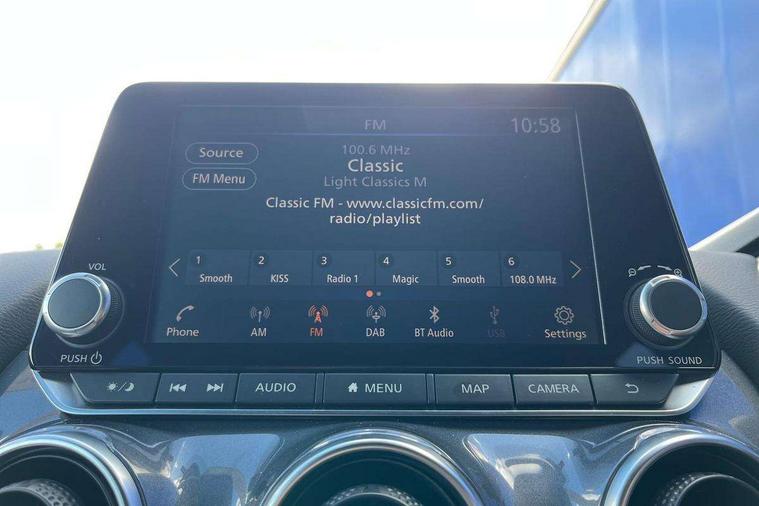 FM
10:58
Source
100.6 MHz
Classic
FM Menu
Light Classics M
Classic FM - www.classicfm.com/
radio/playlist
1 Smooth
2 KISS
3 Radio 1
4 Magic
5 Smooth
6 108.0 MHz
Phone
AM
FM
DAB
BT Audio
USB
Settings
VOL
PUSH
PUSH SOUND
AUDIO
MENU
MAP
CAMERA